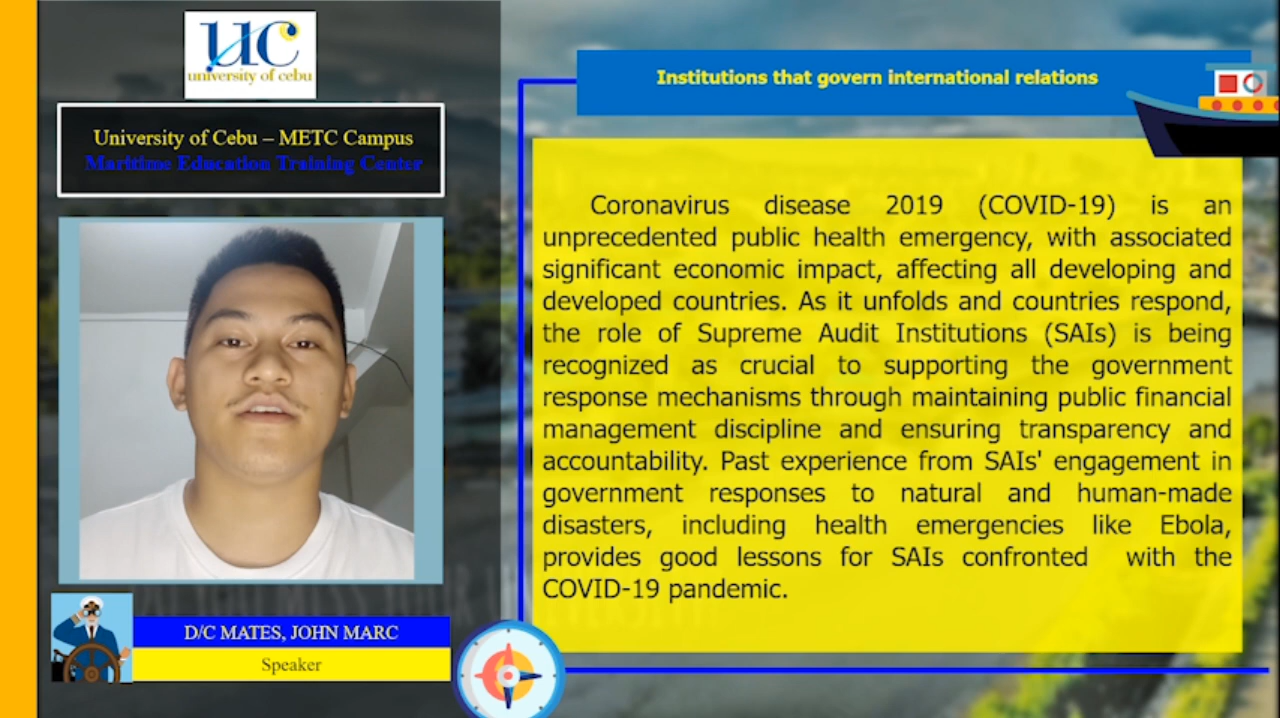 UC
university of cebu
University of Cebu – METC Campus
Maritime Education Training Center
D/C MATES, JOHN MARC
Speaker
Institutions that govern international relations
Coronavirus disease 2019 (COVID-19) is an
unprecedented public health emergency, with associated
significant economic impact, affecting all developing and
developed countries. As it unfolds and countries respond,
the role of Supreme Audit Institutions (SAIs) is being
recognized as crucial to supporting the government
response mechanisms through maintaining public financial
management discipline and ensuring transparency and
accountability. Past experience from SAIs' engagement in
government responses to natural and human-made
disasters, including health emergencies like Ebola,
provides good lessons for SAIs confronted with the
COVID-19 pandemic.